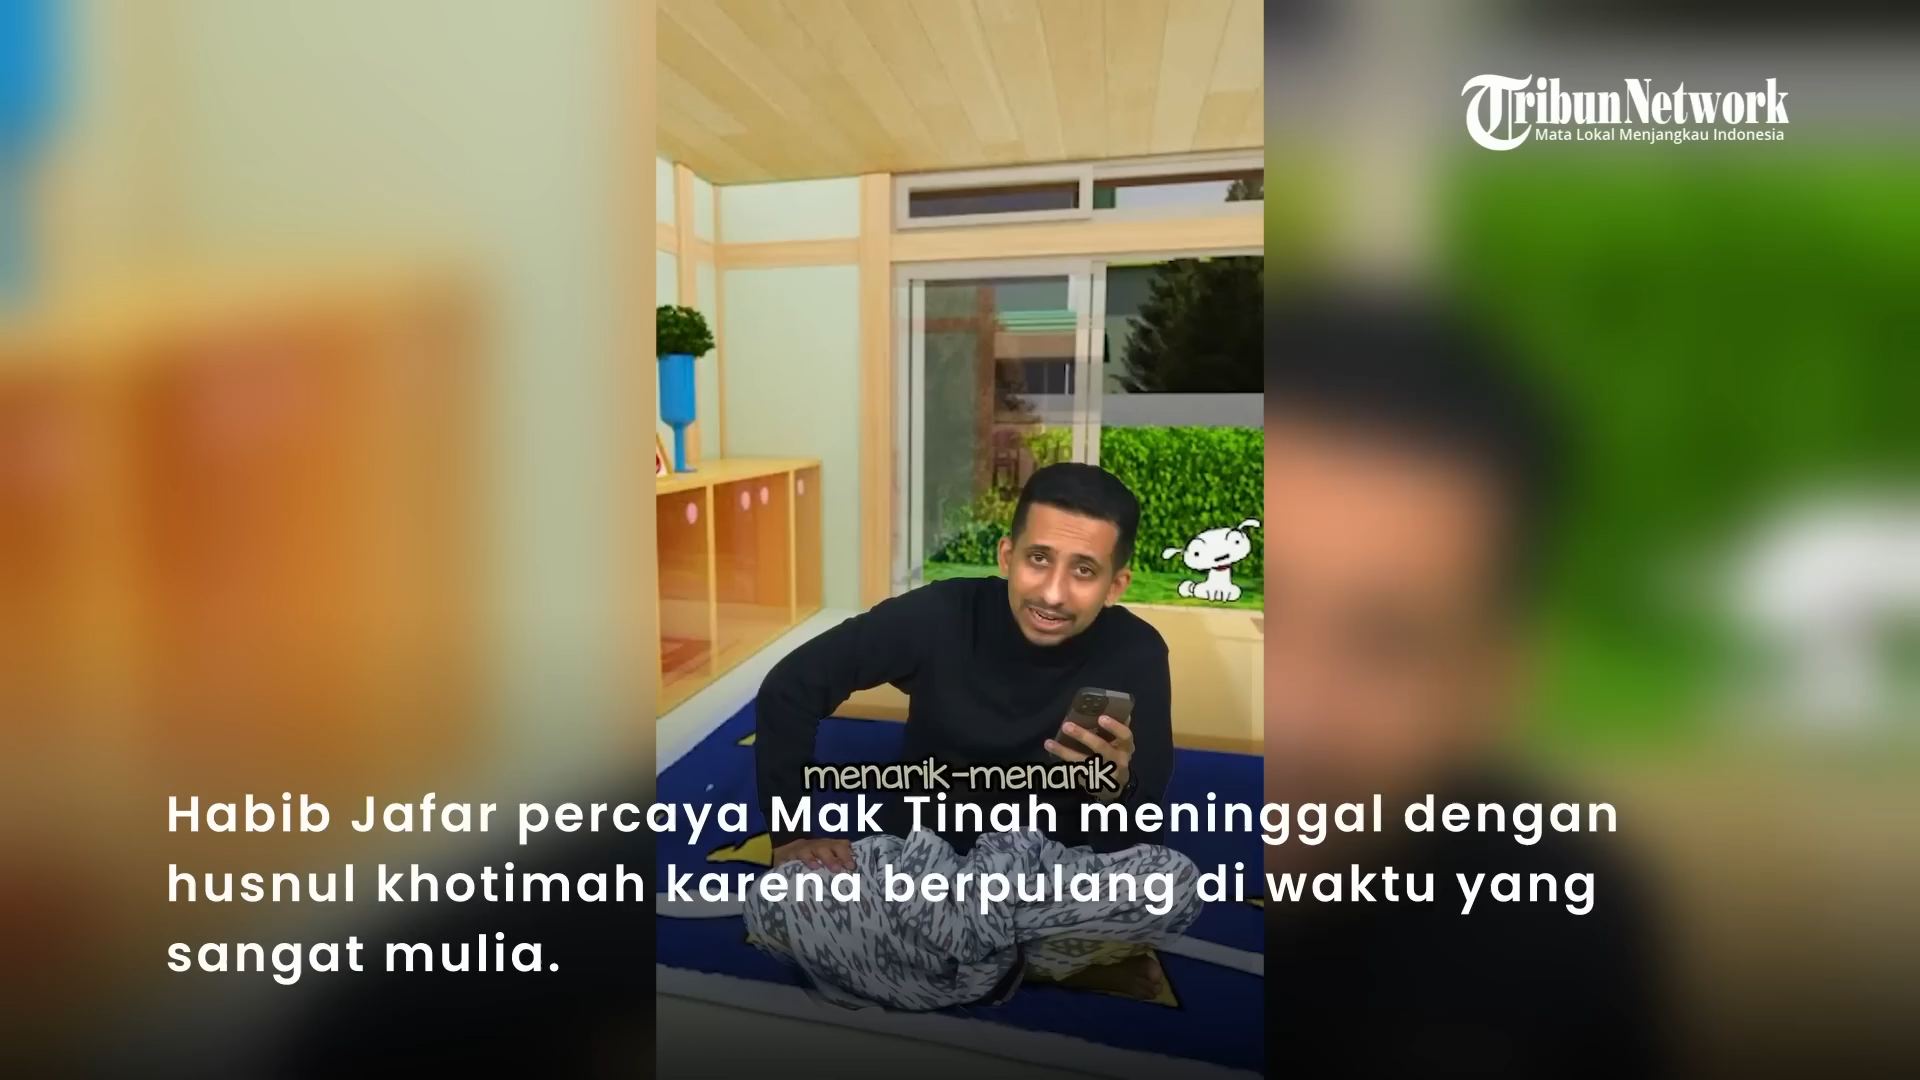 TribunNetwork
Mata Lokal Menjangkau Indonesia
menarik-menarik
Habib Jafar percaya Mak Tinah meninggal dengan
husnul khotimah karena berpulang di waktu yang
sangat mulia.